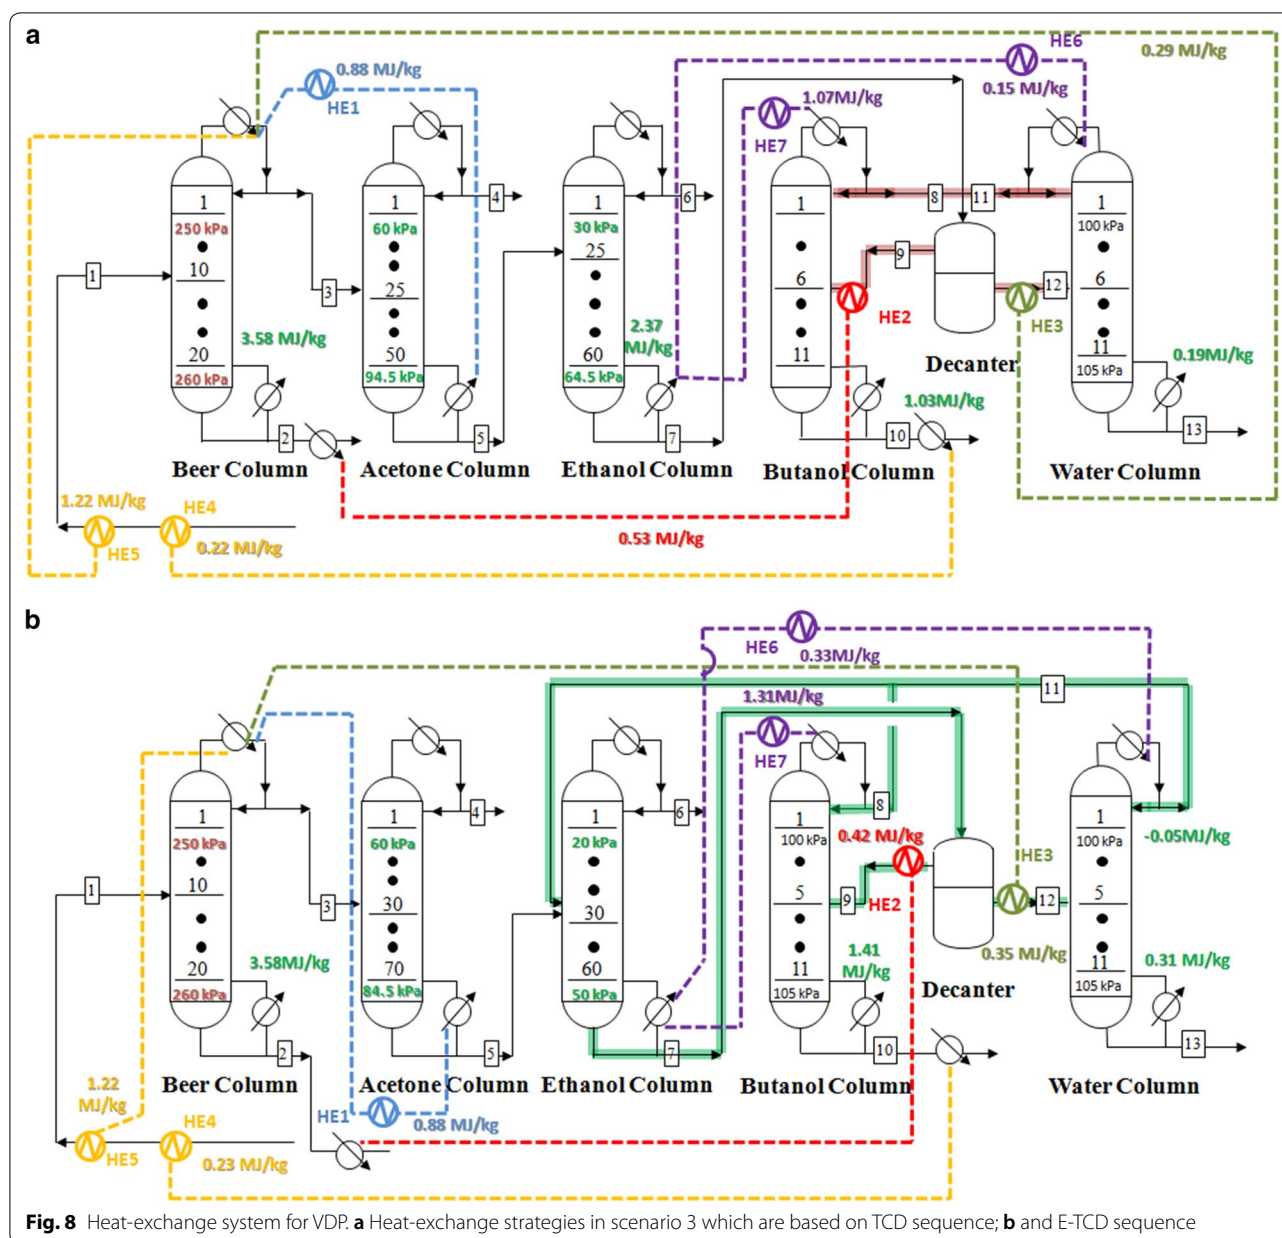 a
HE6
0.29 MJ/kg
0.88 MJ/kg
HE1
0.15 MJ/kg
1.07MJ/kg
HE7
1
250 kPa
10
20
260 kPa
1
60 kPa
25
50
94.5 kPa
1
30 kPa
25
60
64.5 kPa
1
6
11
1
100 kPa
6
11
105 kPa
1
2
3
4
5
6
7
8
11
9
12
10
13
3.58 MJ/kg
2.37
MJ/kg
HE2
HE3
Decanter
0.19MJ/kg
1.03MJ/kg
Beer Column
Acetone Column
Ethanol Column
Butanol Column
Water Column
1.22 MJ/kg
HE4
HE5
0.22 MJ/kg
0.53 MJ/kg
b
HE6
0.33MJ/kg
11
1.31MJ/kg
HE7
1
250 kPa
10
20
260 kPa
1
60 kPa
30
70
84.5 kPa
1
20 kPa
30
60
50 kPa
1
100 kPa
5
11
105 kPa
1
100 kPa
5
11
105 kPa
1
2
3
4
5
6
7
8
9
12
10
13
0.42 MJ/kg
-0.05MJ/kg
HE3
HE2
3.58MJ/kg
1.41
MJ/kg
0.35 MJ/kg
0.31 MJ/kg
Decanter
Beer Column
Acetone Column
Ethanol Column
Butanol Column
Water Column
1.22
MJ/kg
HE4
HE1
0.88 MJ/kg
HE5
0.23 MJ/kg
Fig. 8 Heat-exchange system for VDP. a Heat-exchange strategies in scenario 3 which are based on TCD sequence; b and E-TCD sequence